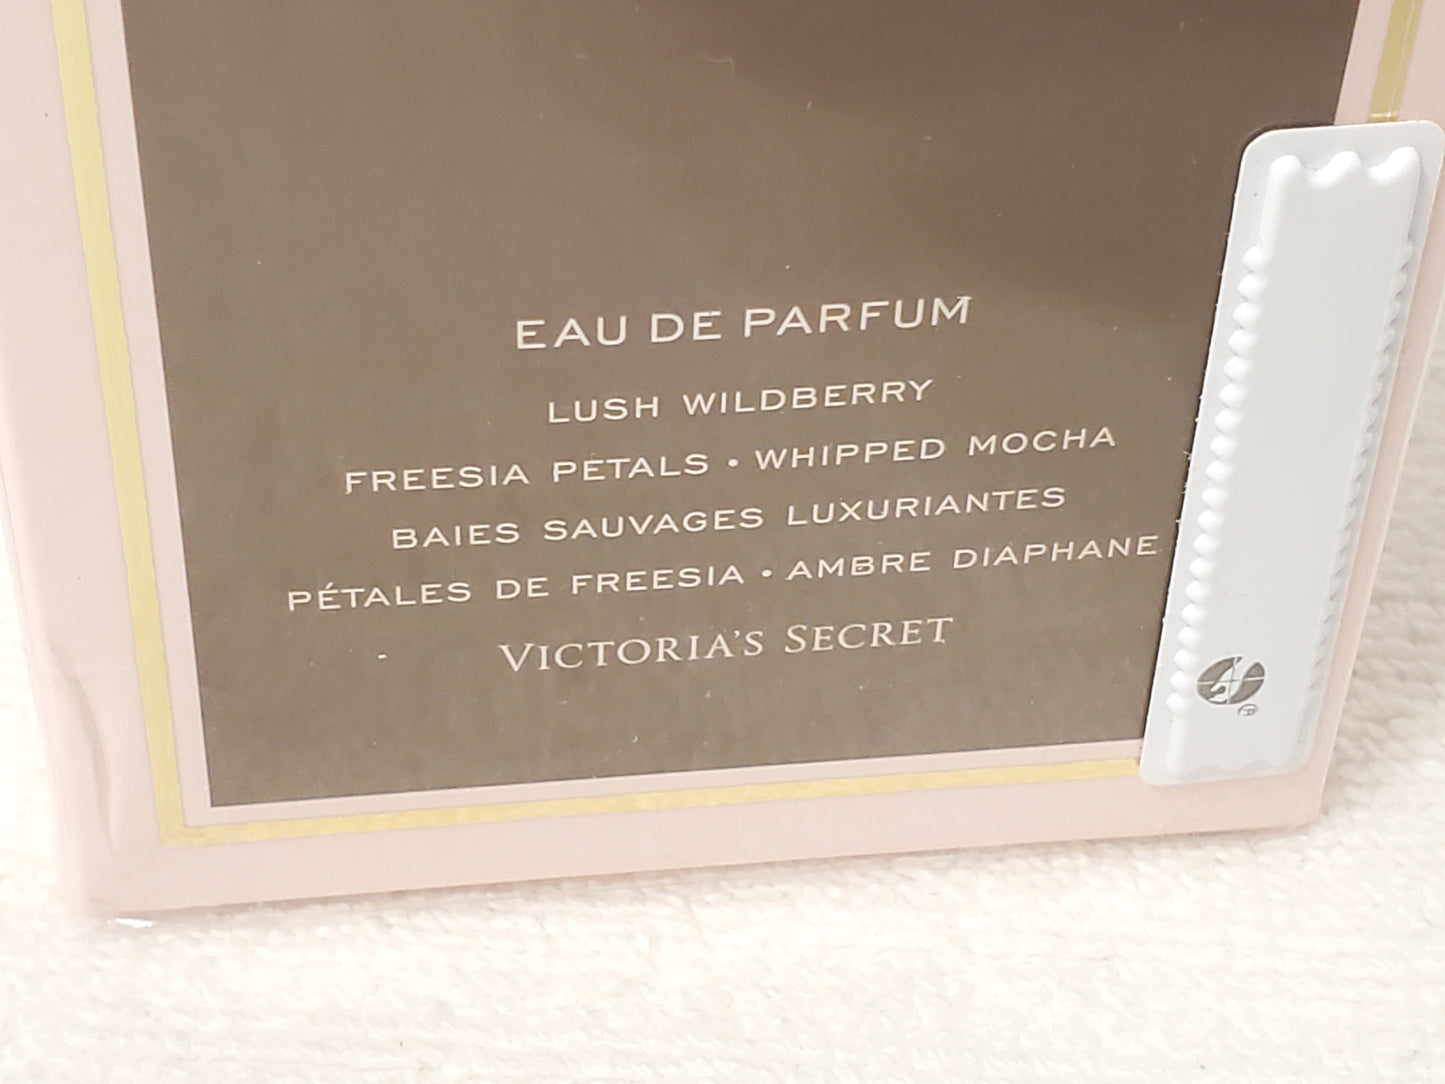 EAU DE PARFUM
LUSH WILDBERRY
FREESIA PETALS • WHIPPED MOCHA
BAIES SAUVAGES LUXURIANTES
PÉTALES DE FREESIA • AMBRE DIAPHANE
VICTORIA'S SECRET
®